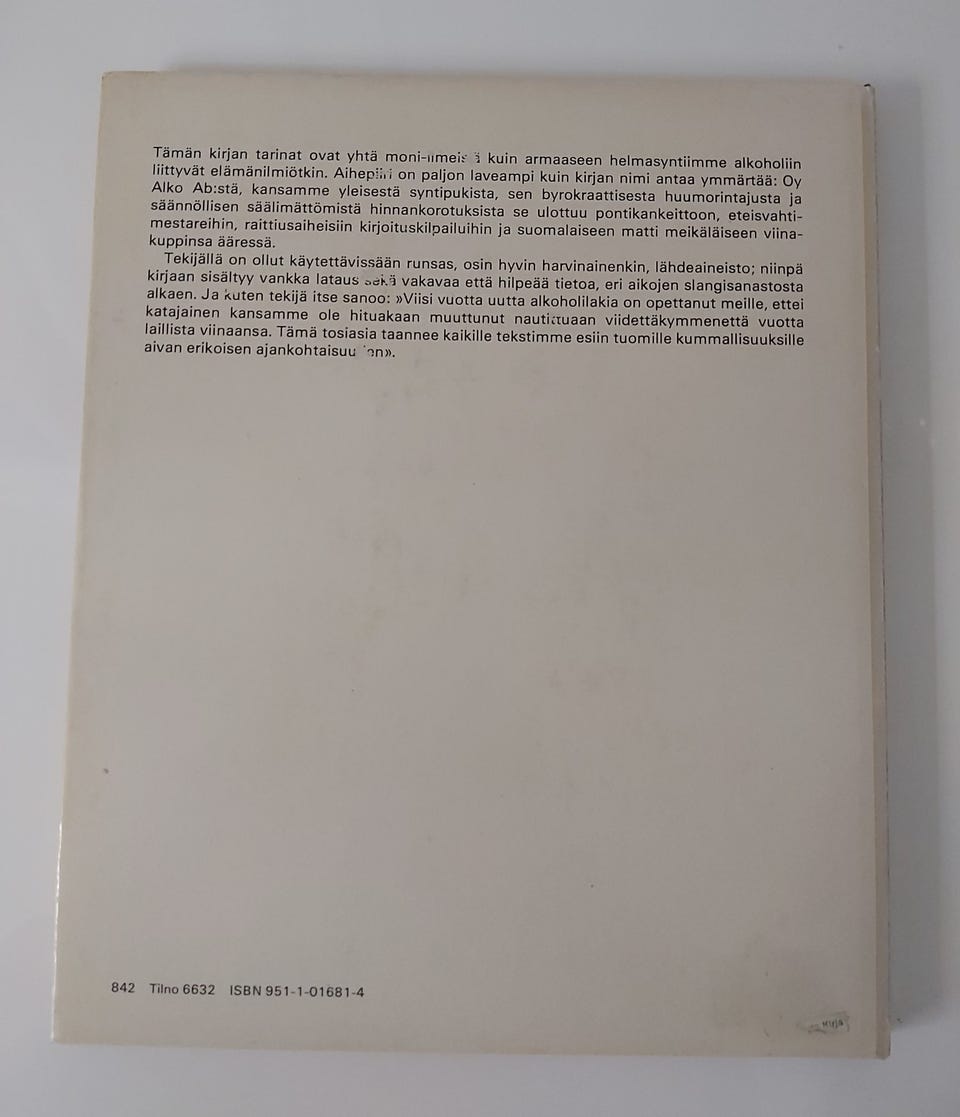 Tämän kirjan tarinat ovat yhtä kuin armaaseen helmasyntiimme alkoholiin
liittyvät elämänilmiötkin. Aihepiiri on paljon laveampi kuin kirjan nimi antaa ymmärtää: Oy
Alko Ab:stä, kansamme yleisestä syntipukista, sen byrokraattisesta huumorintajusta ja
säännöllisen säälimättömistä hinnankorotuksista se ulottuu pontikankeittoon, eteisvahti-
mestareihin, raittiusaiheisiin kirjoituskilpailuihin ja suomalaiseen matti meikäläiseen viina-
kuppinsa ääressä.
Tekijällä on ollut käytettävissään runsas, osin hyvin harvinainenkin, lähdeaineisto; niinpä
kirjaan sisältyy vankka lataus sekä vakavaa että hilpeää tietoa, eri aikojen slangisanastosta
alkaen. Ja kuten tekijä itse sanoo: »Viisi vuotta uutta alkoholilakia on opettanut meille, ettei
katajainen kansamme ole hituakaan muuttunut nautittuaan viidettäkymmenettä vuotta
laillista viinaansa. Tämä tosiasia taannee kaikille tekstimme esiin tuomille kummallisuuksille
aivan erikoisen ajankohtaisuuden».
842 Tilno 6632 ISBN 951-1-01681-4